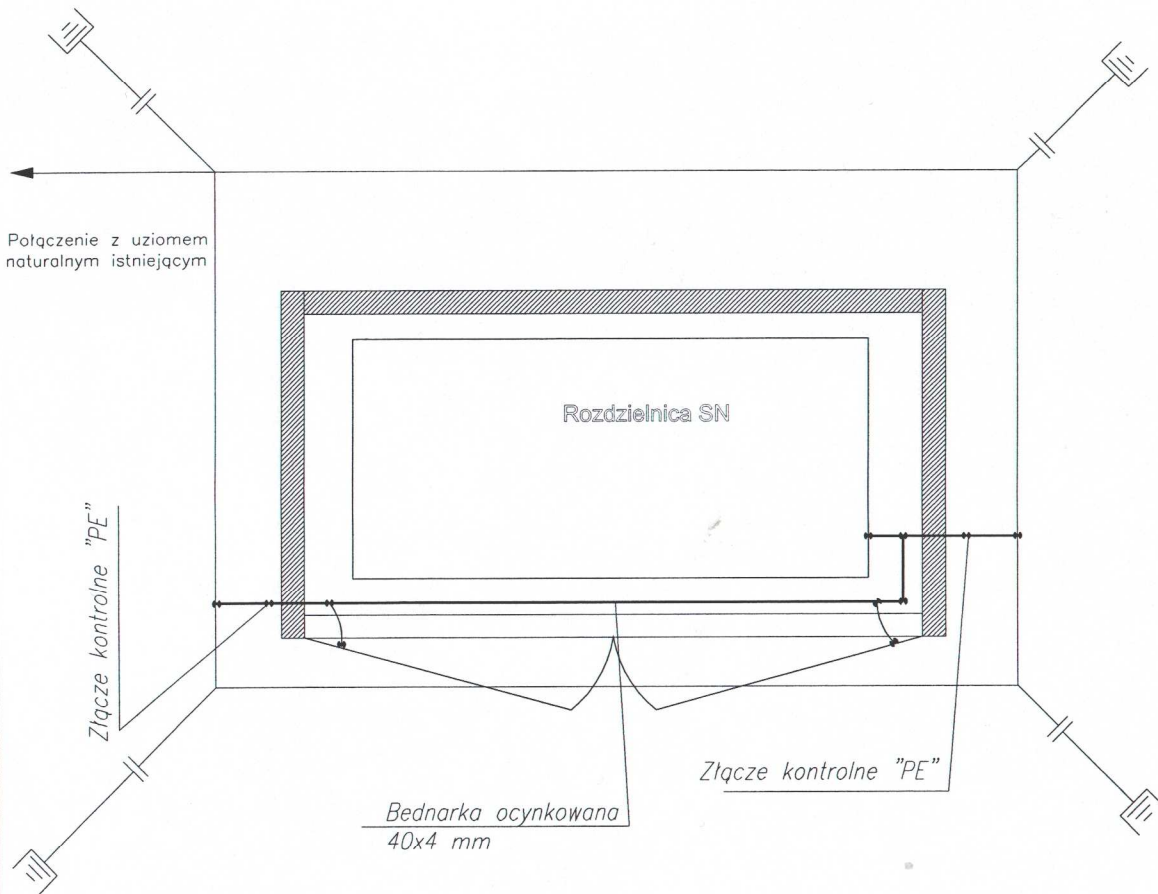 Połączenie z uziomem
naturalnym istniejącym
Rozdzielnica SN
Złącze kontrolne "PE"
Złącze kontrolne "PE"
Bednarka ocynkowana
40x4 mm